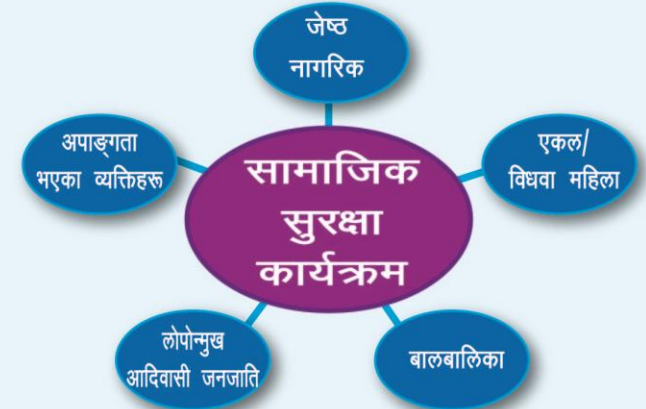 जेष्ठ
नागरिक
अपाङ्गता
भएका व्यक्तिहरू
एकल/
विधवा महिला
सामाजिक
सुरक्षा
कार्यक्रम
लोपोन्मुख
आदिवासी जनजाति
बालबालिका